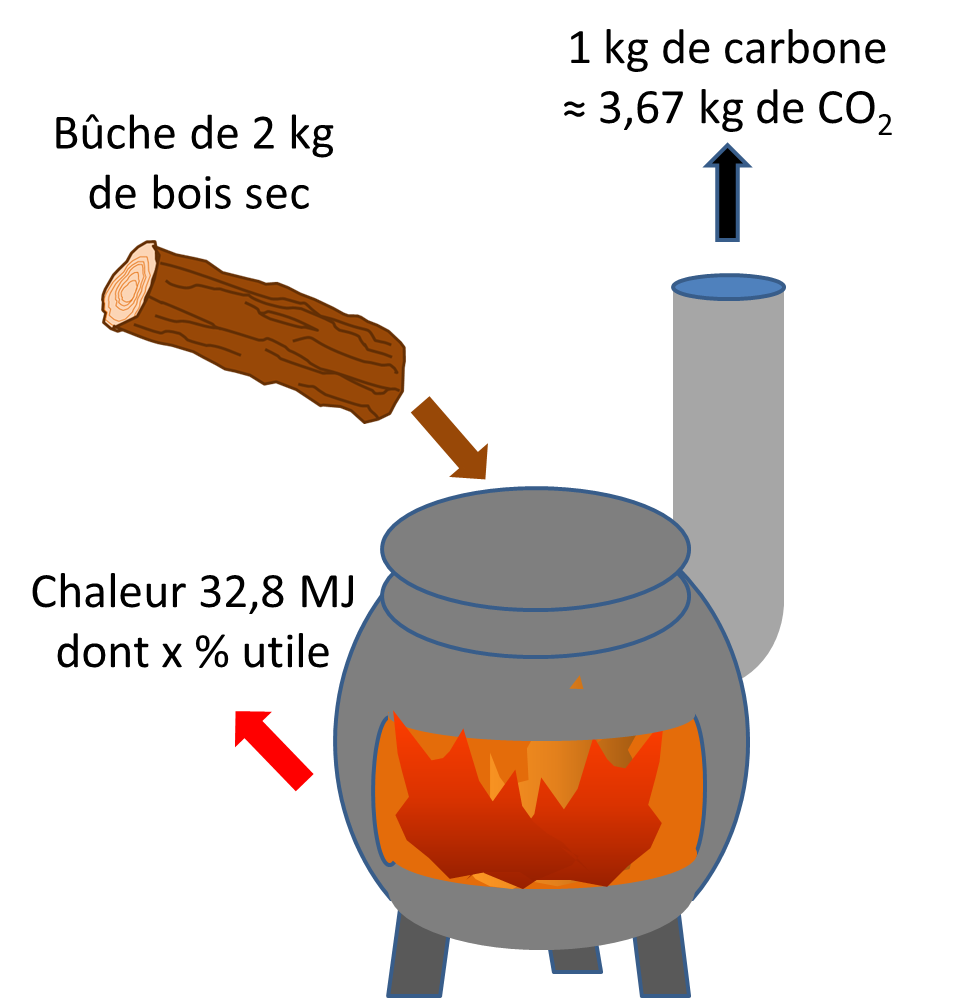 1 kg de carbone
≈ 3,67 kg de CO₂
Bûche de 2 kg
de bois sec
Chaleur 32,8 MJ
dont x % utile